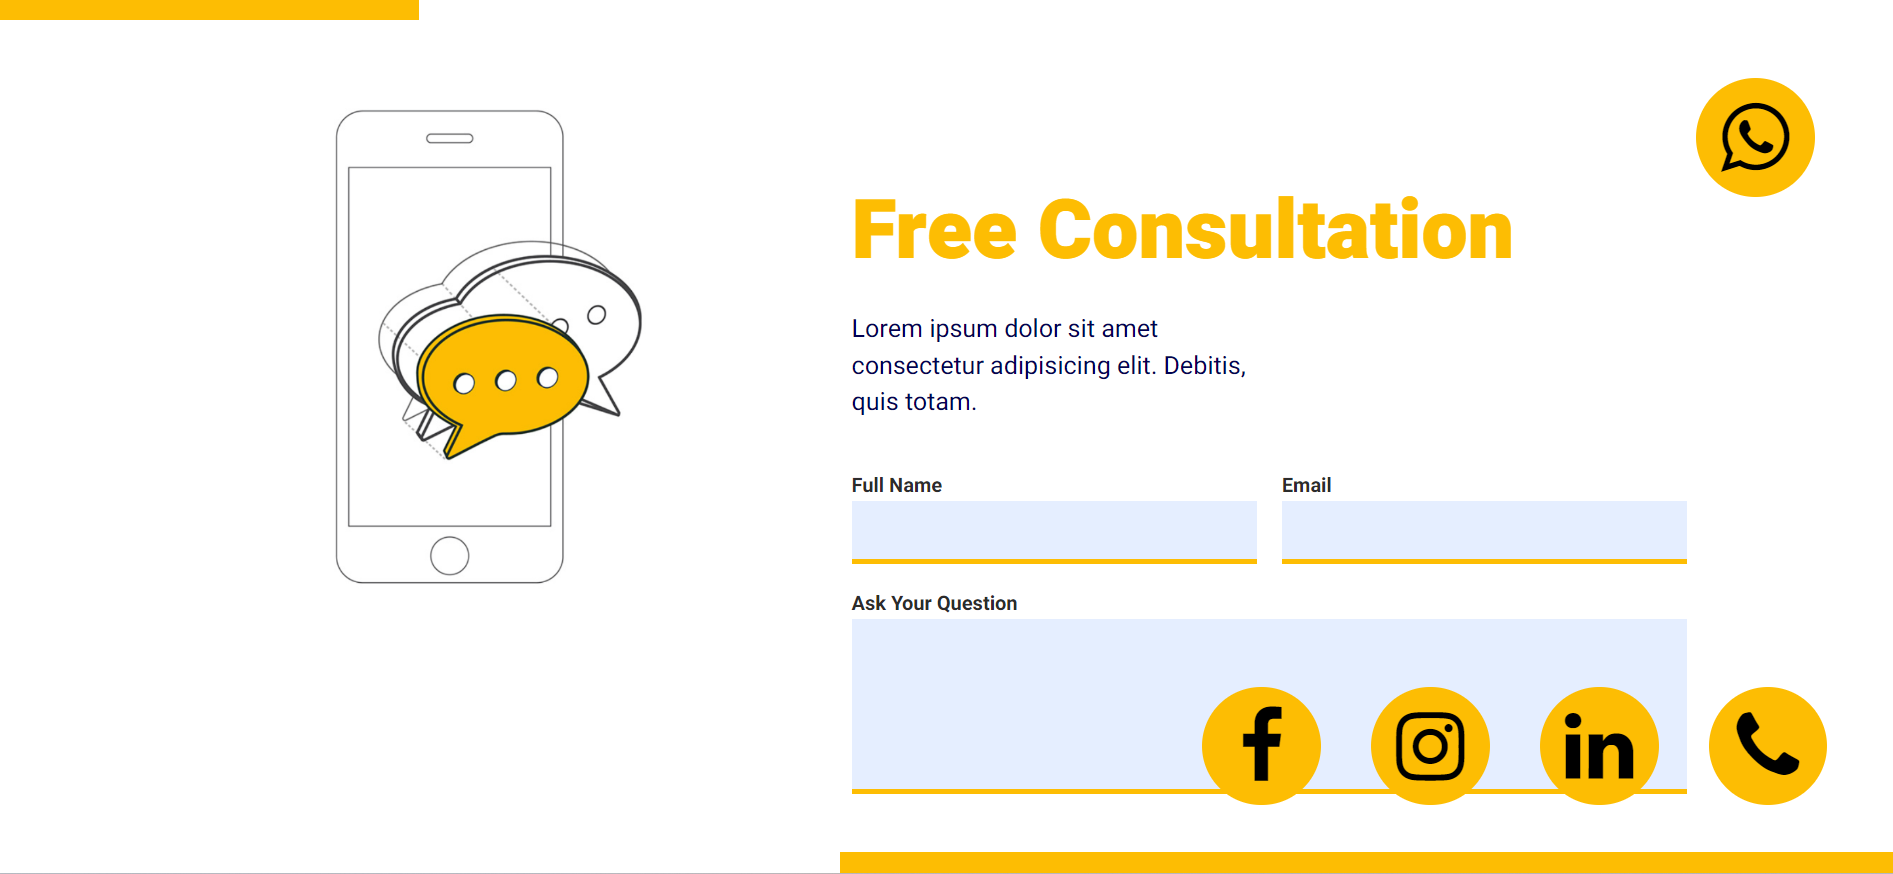 Free Consultation
Lorem ipsum dolor sit amet
consectetur adipisicing elit. Debitis,
quis totam.
Full Name
Email
Ask Your Question